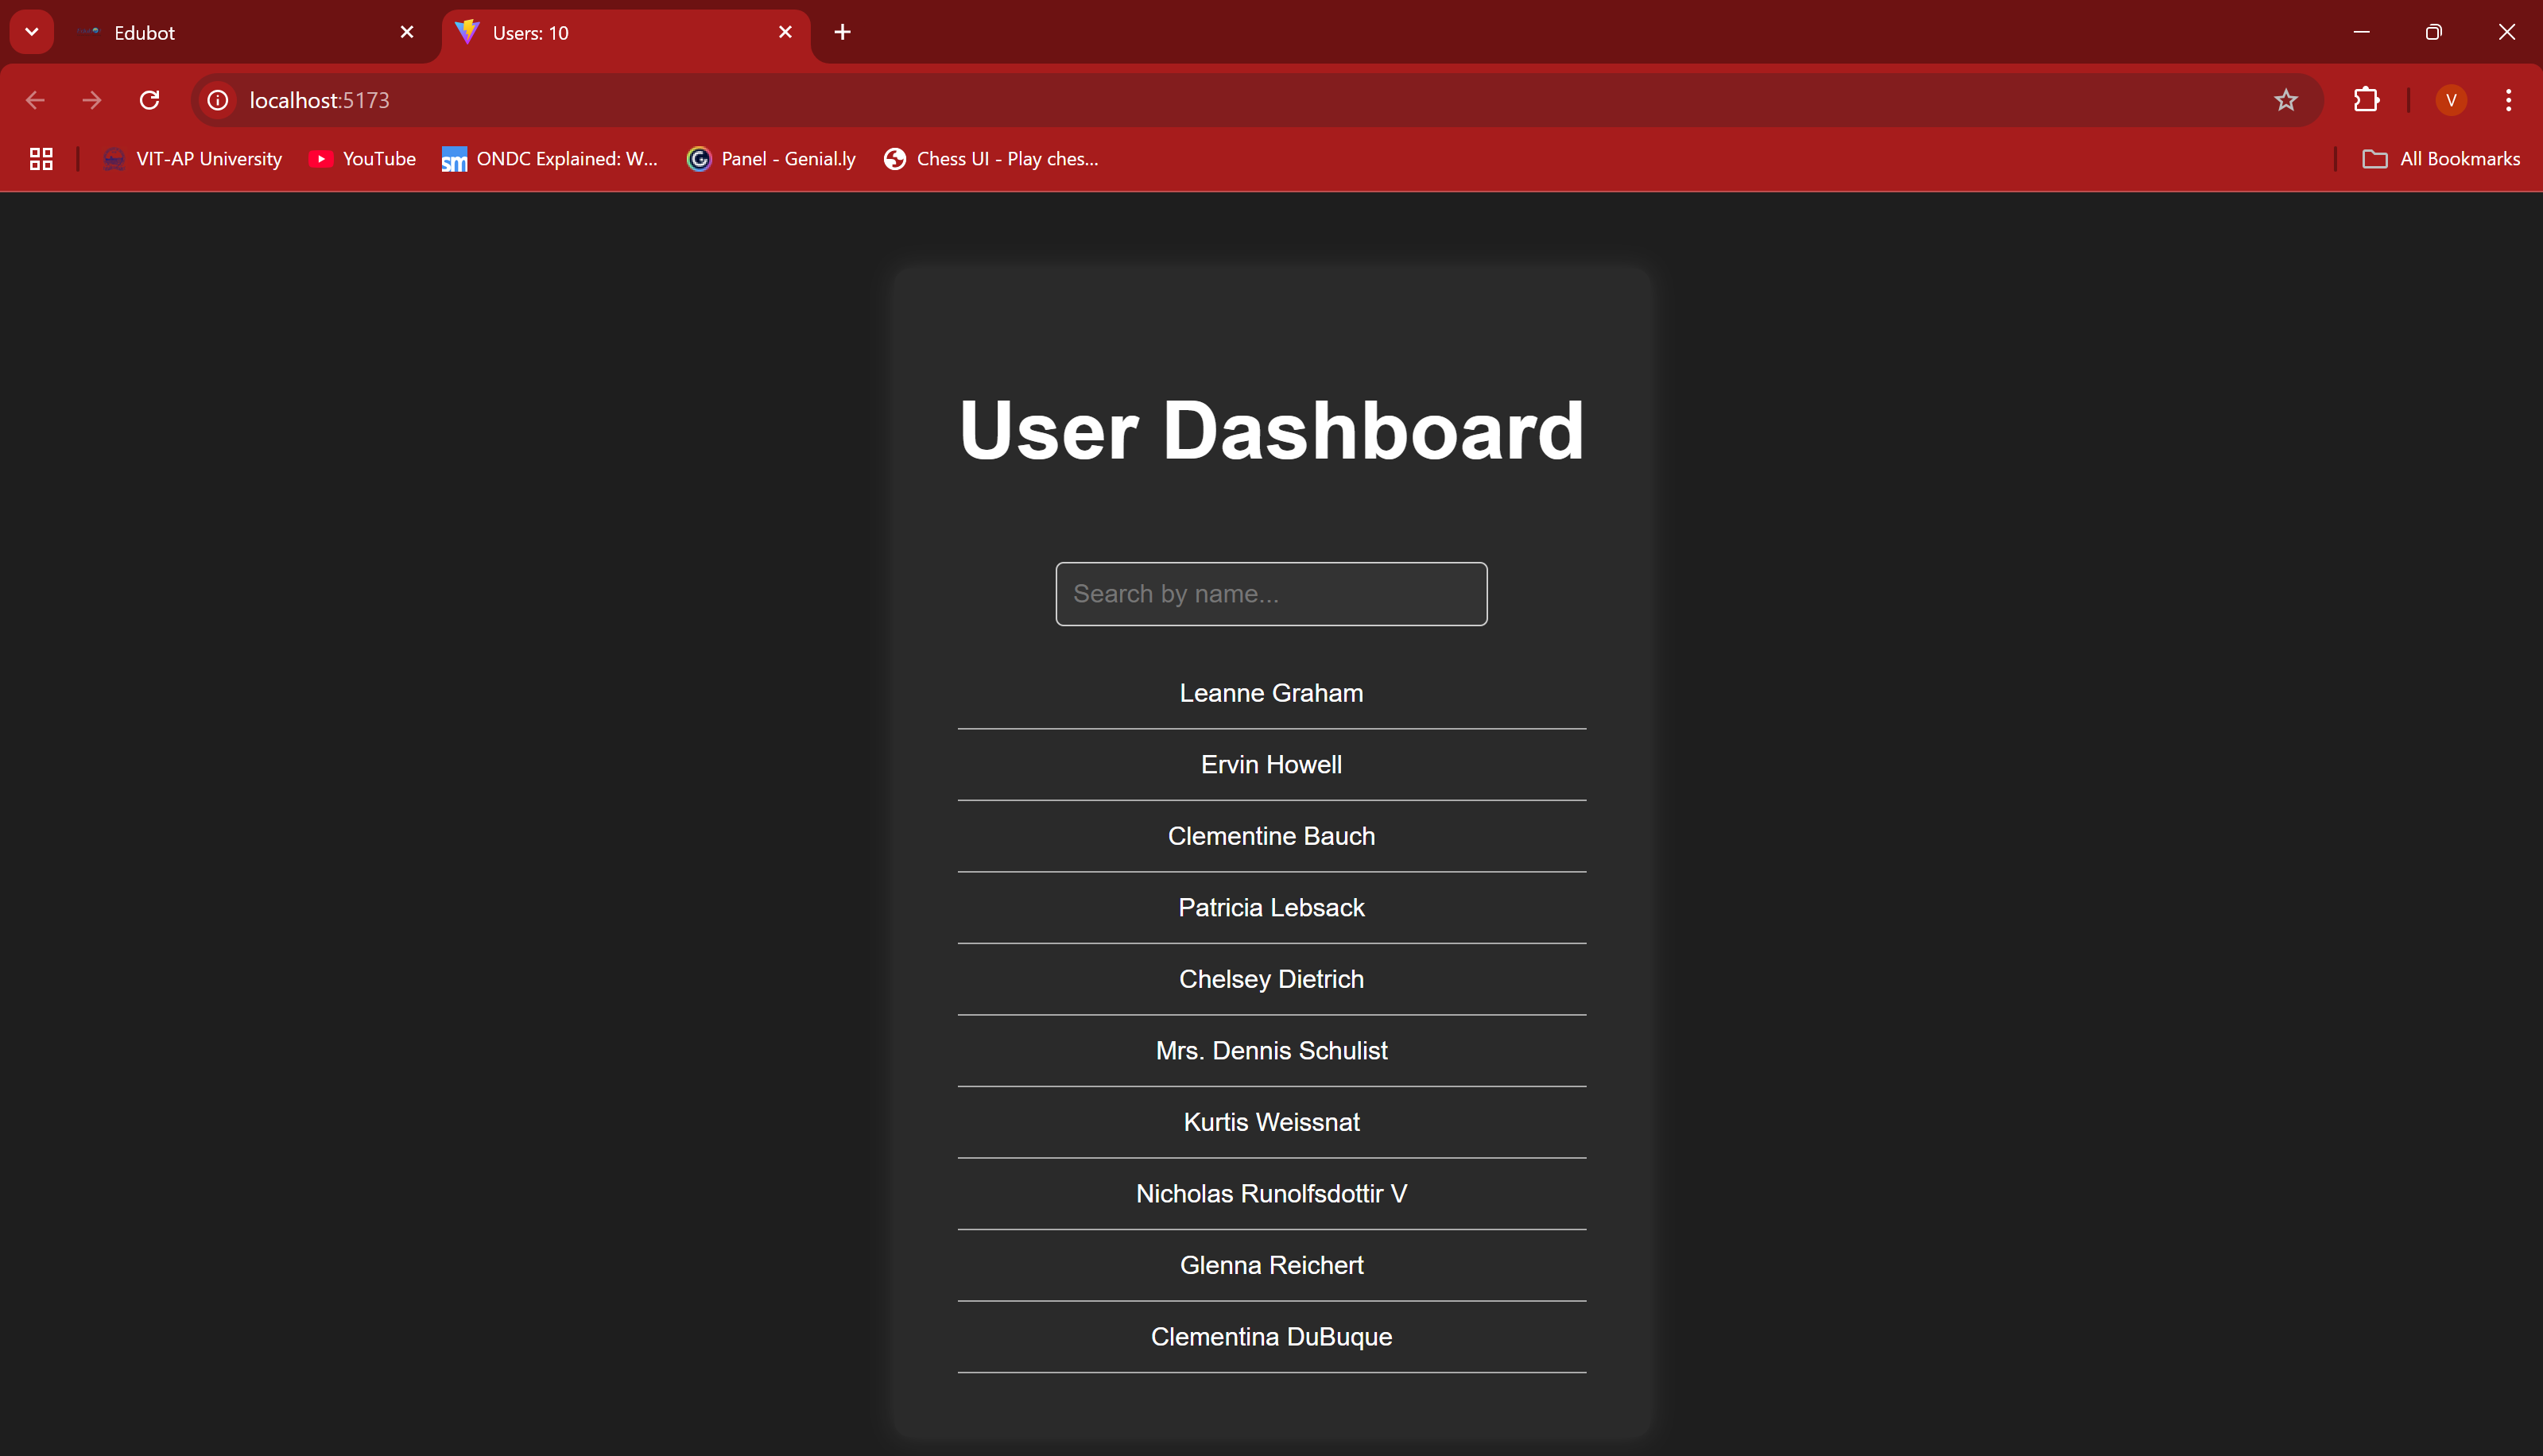 Edubot
Users: 10
localhost:5173
V
VIT-AP University
YouTube
sm
ONDC Explained: W...
G
Panel - Genial.ly
Chess UI - Play ches...
All Bookmarks
User Dashboard
Search by name...
Leanne Graham
Ervin Howell
Clementine Bauch
Patricia Lebsack
Chelsey Dietrich
Mrs. Dennis Schulist
Kurtis Weissnat
Nicholas Runolfsdottir V
Glenna Reichert
Clementina DuBuque